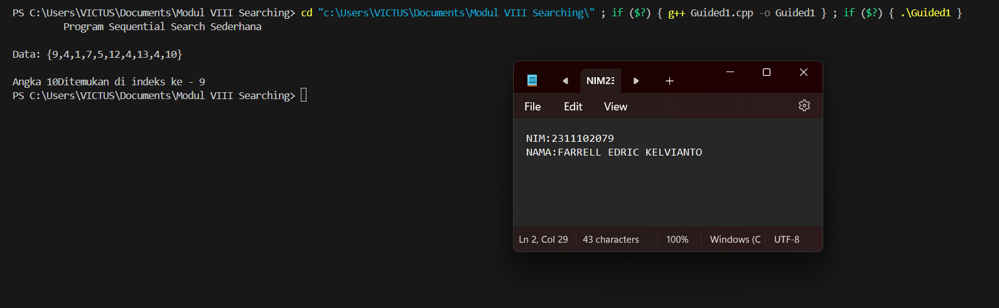 PS C:\Users\VICTUS\Documents\Modul VIII Searching> cd "c:\Users\VICTUS\Documents\Modul VIII Searching\" ; if ($?) { g++ Guided1.cpp -o Guided1 } ; if ($?) { .\Guided1 }
Program Sequential Search Sederhana
Data: {9,4,1,7,5,12,4,13,4,10}
Angka 10Ditemukan di indeks ke - 9
PS C:\Users\VICTUS\Documents\Modul VIII Searching>
NIM23
File Edit View
NIM:2311102079
NAMA:FARRELL EDRIC KELVIANTO
Ln 2, Col 29 43 characters 100% Windows (C UTF-8